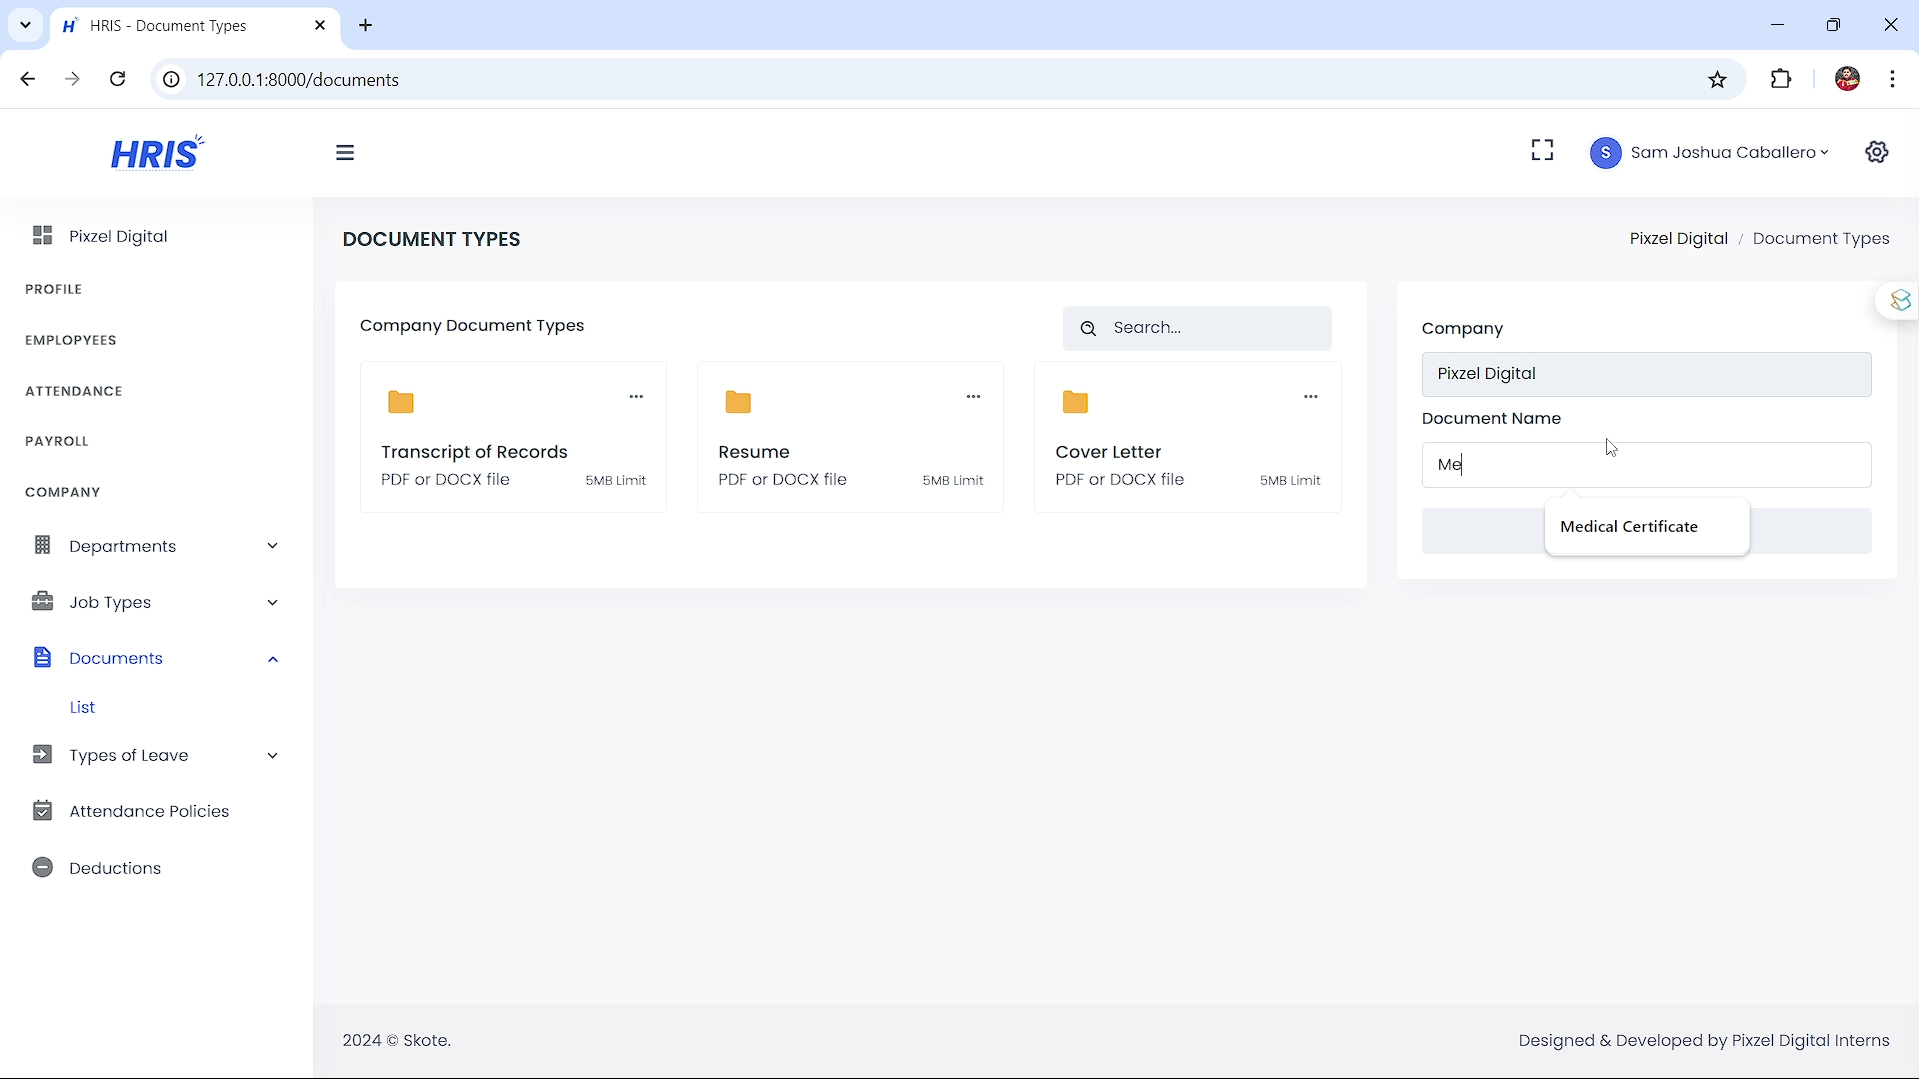 HRIS - Document Types
127.0.0.1:8000/documents
HRIS
S Sam Joshua Caballero
Pixzel Digital
PROFILE
EMPLOYEES
ATTENDANCE
PAYROLL
COMPANY
Departments
Job Types
Documents
List
Types of Leave
Attendance Policies
Deductions
DOCUMENT TYPES
Pixzel Digital / Document Types
Company Document Types
Search...
Transcript of Records
PDF or DOCX file 5MB Limit
Resume
PDF or DOCX file 5MB Limit
Cover Letter
PDF or DOCX file 5MB Limit
Company
Pixzel Digital
Document Name
Me
Medical Certificate
2024 © Skote.
Designed & Developed by Pixzel Digital Interns